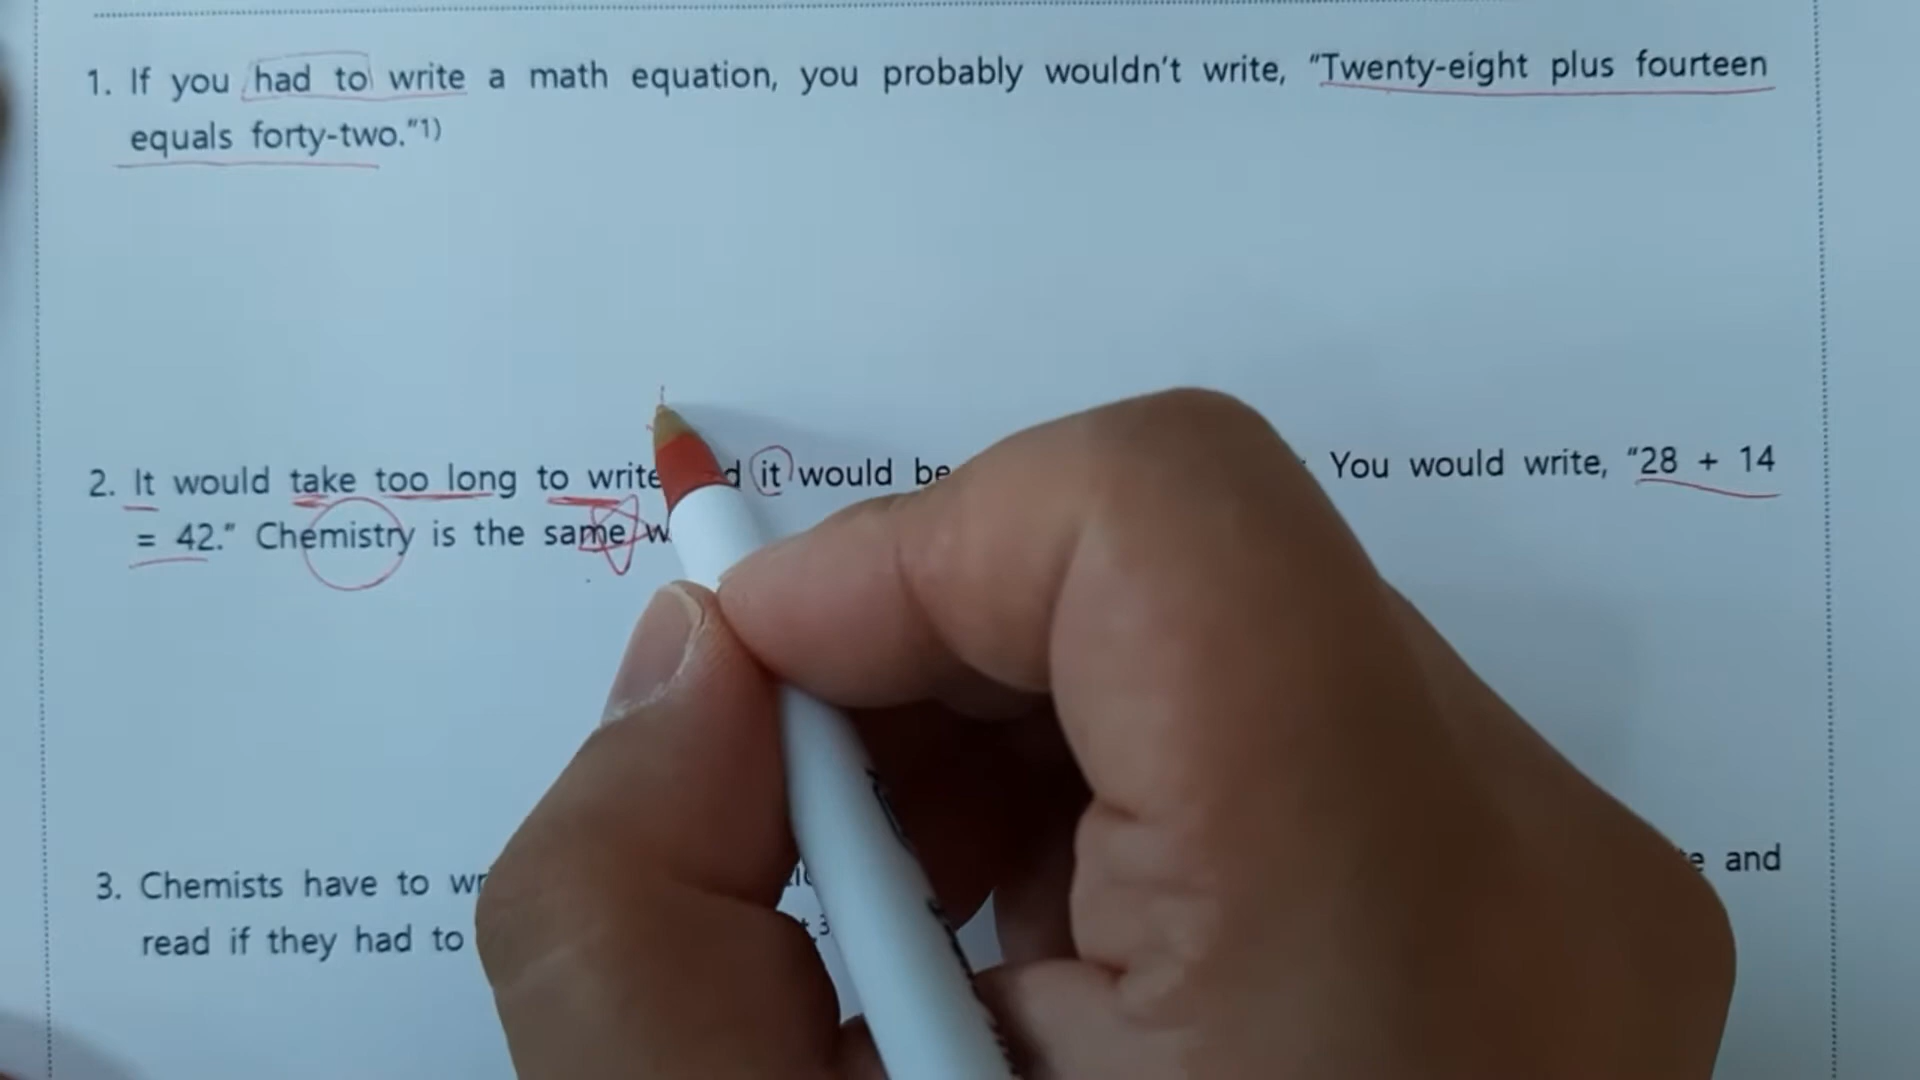 1. If you had to write a math equation, you probably wouldn't write, "Twenty-eight plus fourteen
equals forty-two."1)
2. It would take too long to write it would be You would write, "28 + 14
= 42." Chemistry is the same
3. Chemists have to and
read if they had to